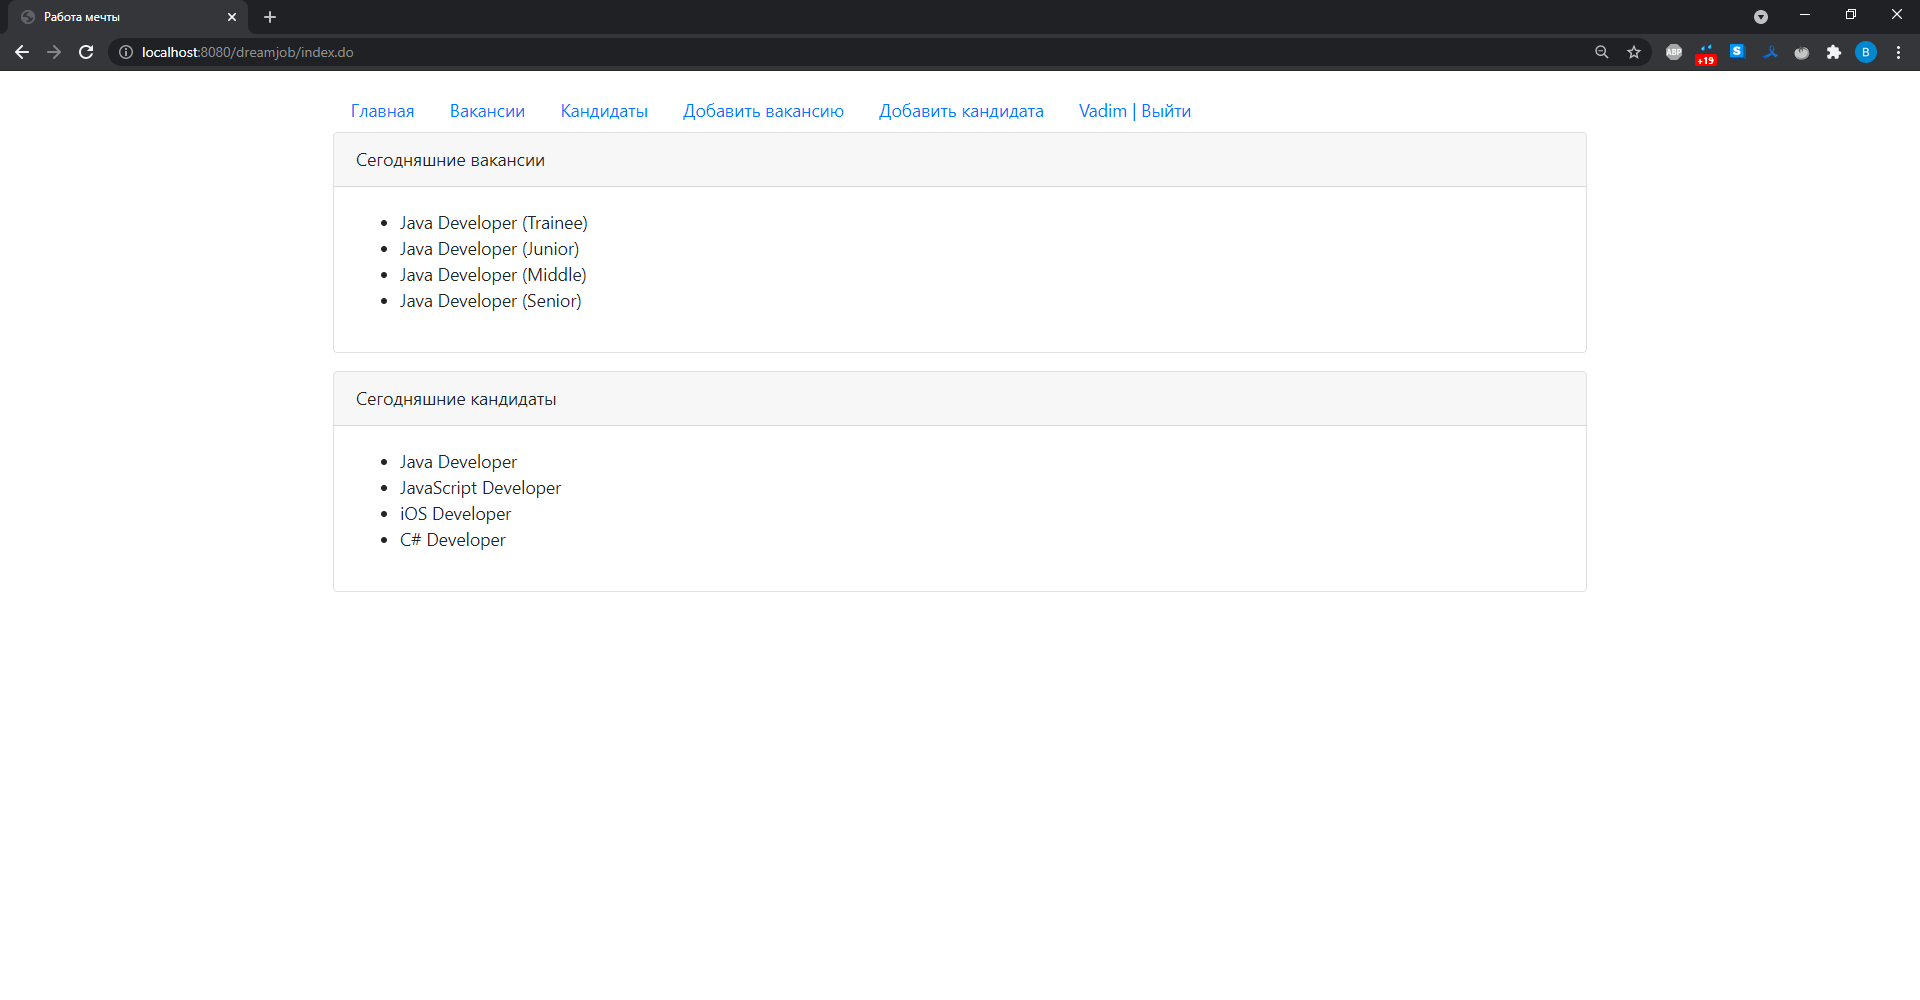 Работа мечты
localhost:8080/dreamjob/index.do
ABP
+19
S
B
Главная Вакансии Кандидаты Добавить вакансию Добавить кандидата Vadim | Выйти
Сегодняшние вакансии
Java Developer (Trainee)
Java Developer (Junior)
Java Developer (Middle)
Java Developer (Senior)
Сегодняшние кандидаты
Java Developer
JavaScript Developer
iOS Developer
C# Developer